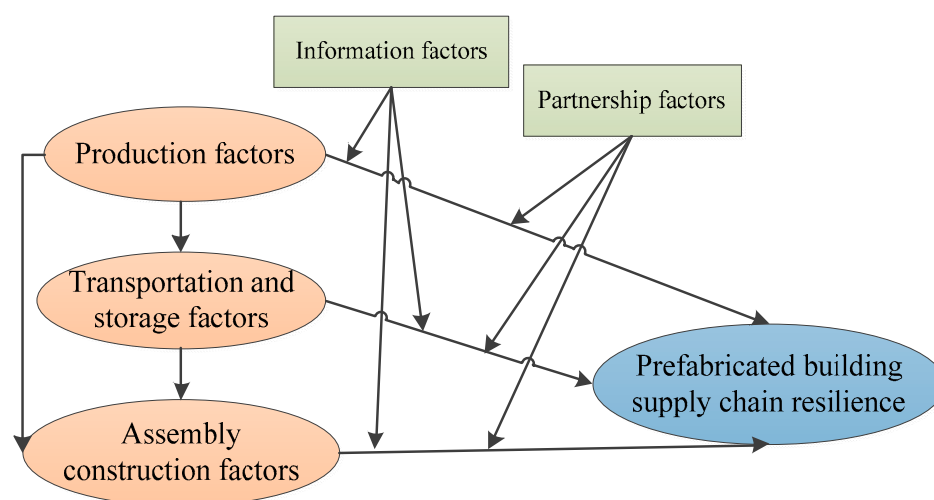 Information factors
Partnership factors
Production factors
Transportation and
storage factors
Prefabricated building
supply chain resilience
Assembly
construction factors